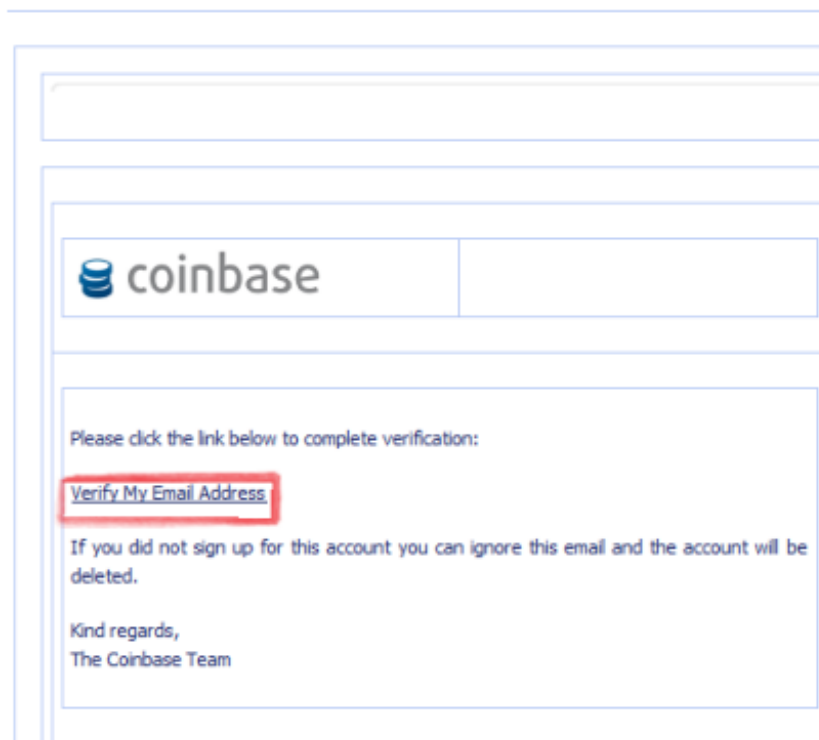 coinbase
Please click the link below to complete verification:
Verify My Email Address
If you did not sign up for this account you can ignore this email and the account will be
deleted.
Kind regards,
The Coinbase Team